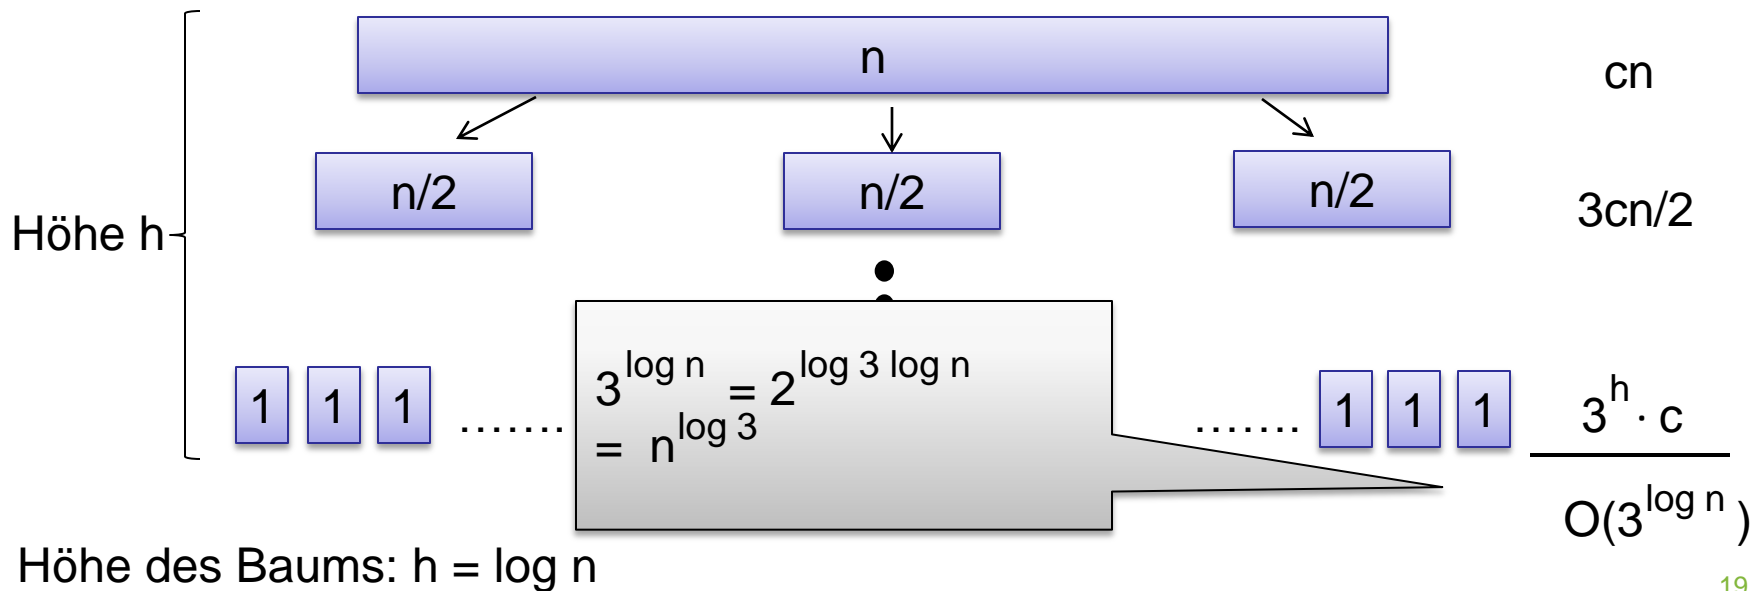 n
cn
n/2 n/2 n/2
3cn/2
Höhe h
1 1 1 ....... ....... 1 1 1
3^h · c
3^log n = 2^log 3 log n
= n^log 3
O(3^log n)
Höhe des Baums: h = log n
19